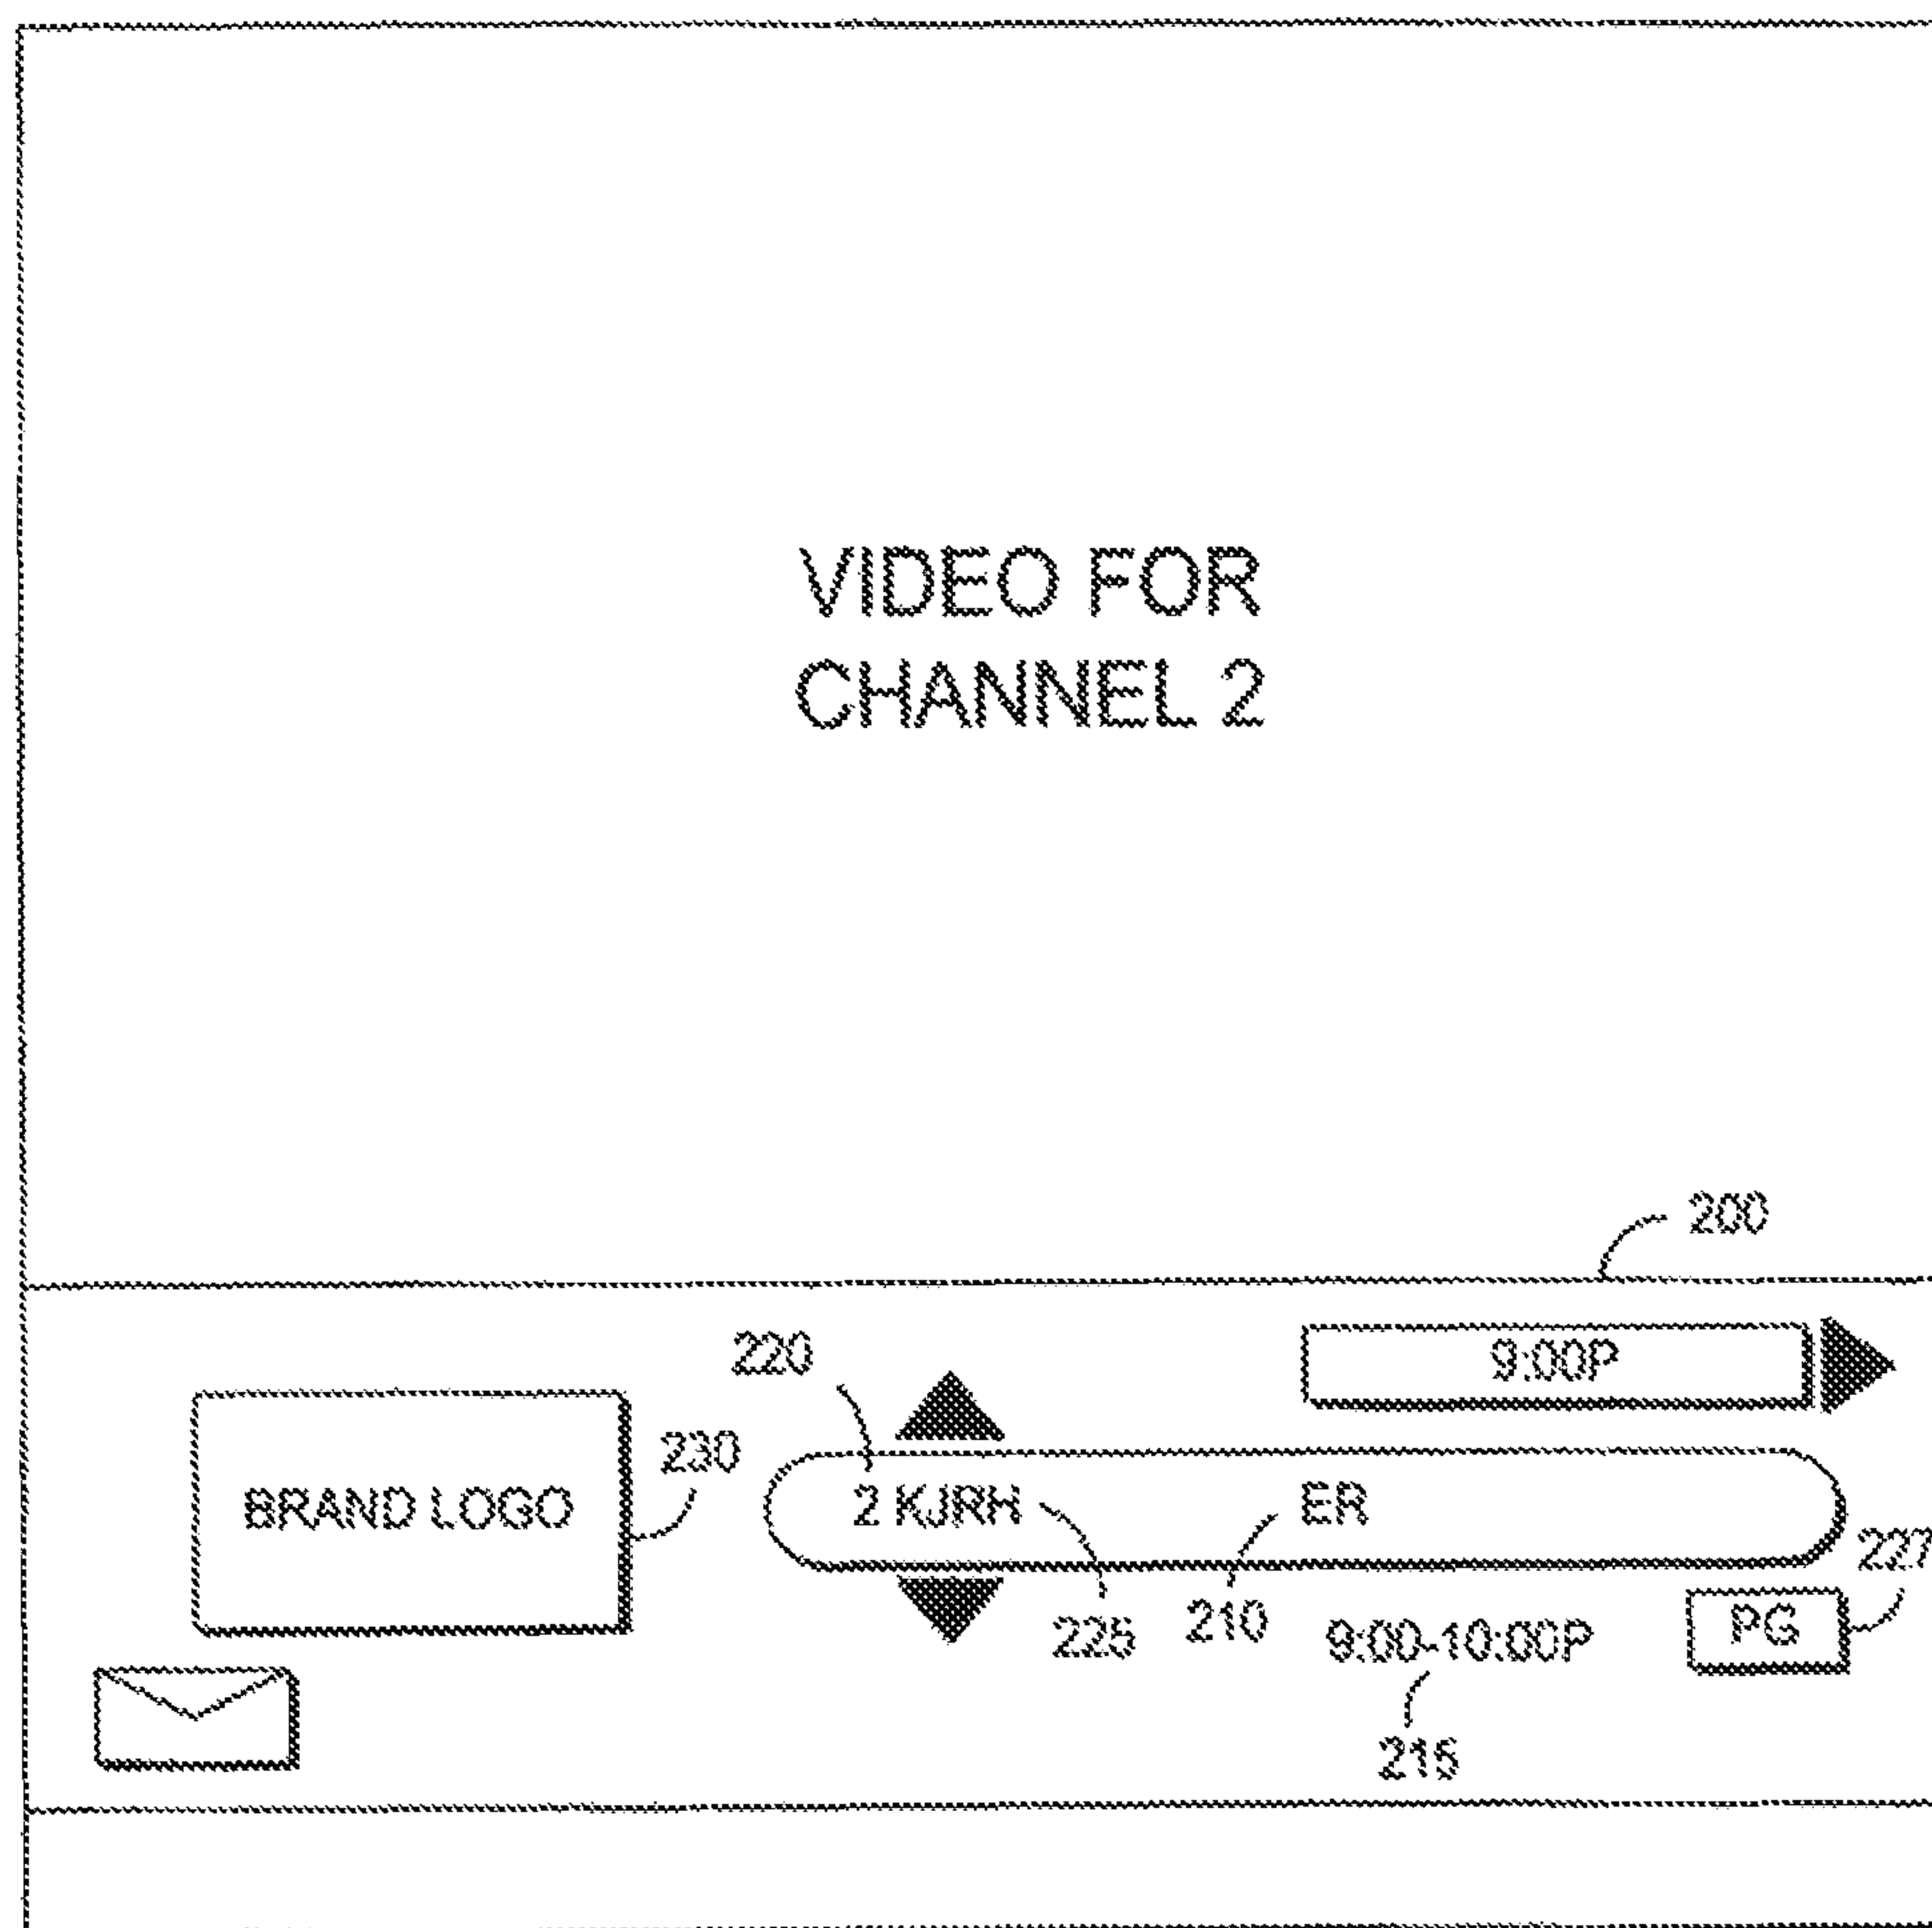 VIDEO FOR
CHANNEL 2
200
220
9:00P
230
BRAND LOGO
2 KJRH
ER
227
225
210
9:00-10:00P
PG
215